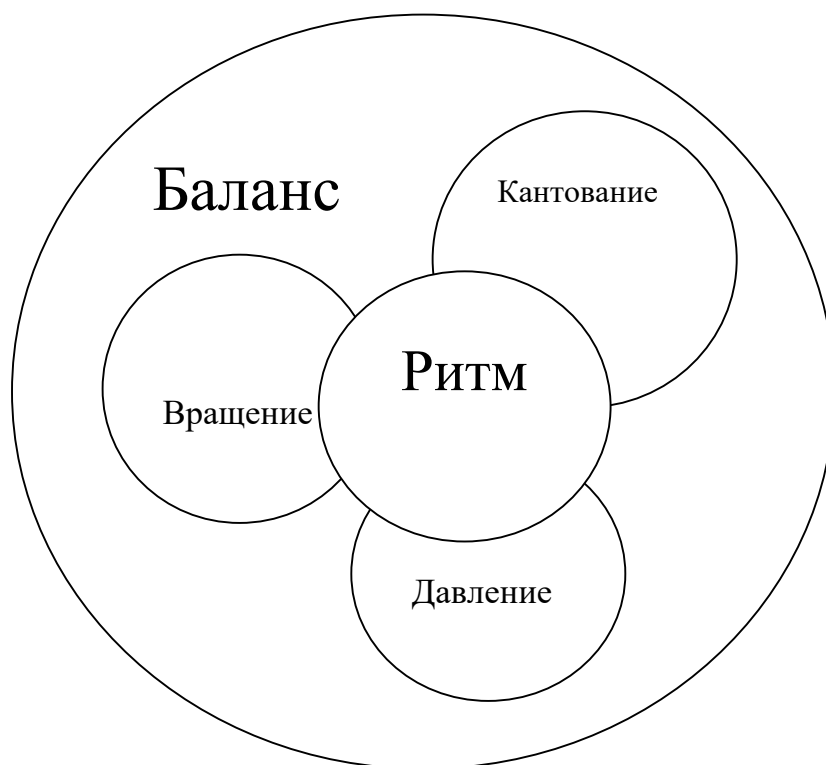 Баланс
Кантование
Ритм
Вращение
Давление